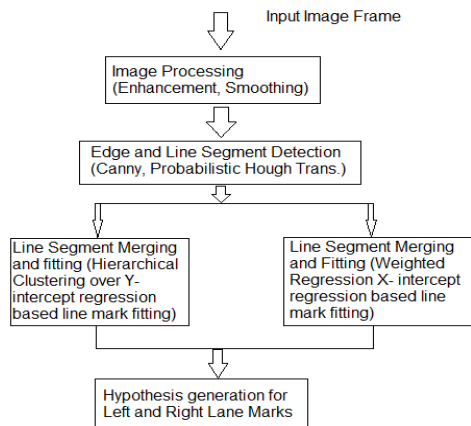 Input Image Frame
Image Processing
(Enhancement, Smoothing)
Edge and Line Segment Detection
(Canny, Probabilistic Hough Trans.)
Line Segment Merging
and fitting (Hierarchical
Clustering over Y-
intercept regression
based line mark fitting)
Line Segment Merging
and Fitting (Weighted
Regression X- intercept
regression based line
mark fitting)
Hypothesis generation for
Left and Right Lane Marks